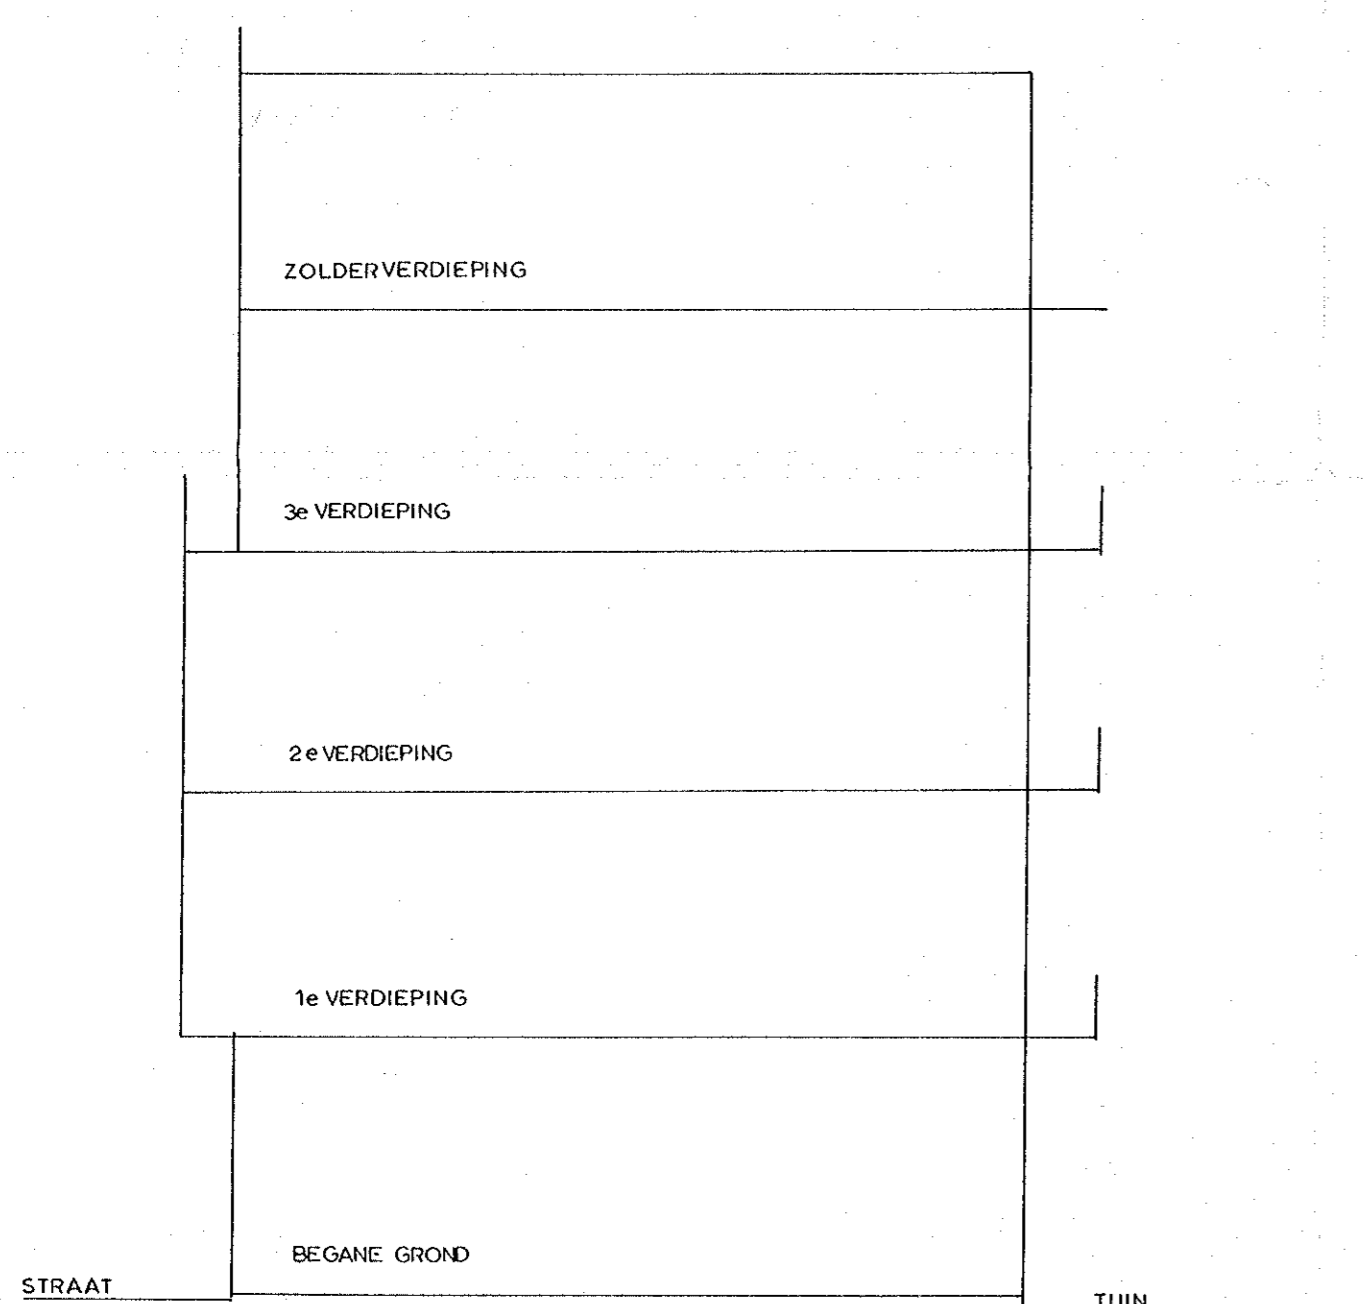 ZOLDERVERDIEPING
3e VERDIEPING
2e VERDIEPING
1e VERDIEPING
BEGANE GROND
STRAAT
TUIN